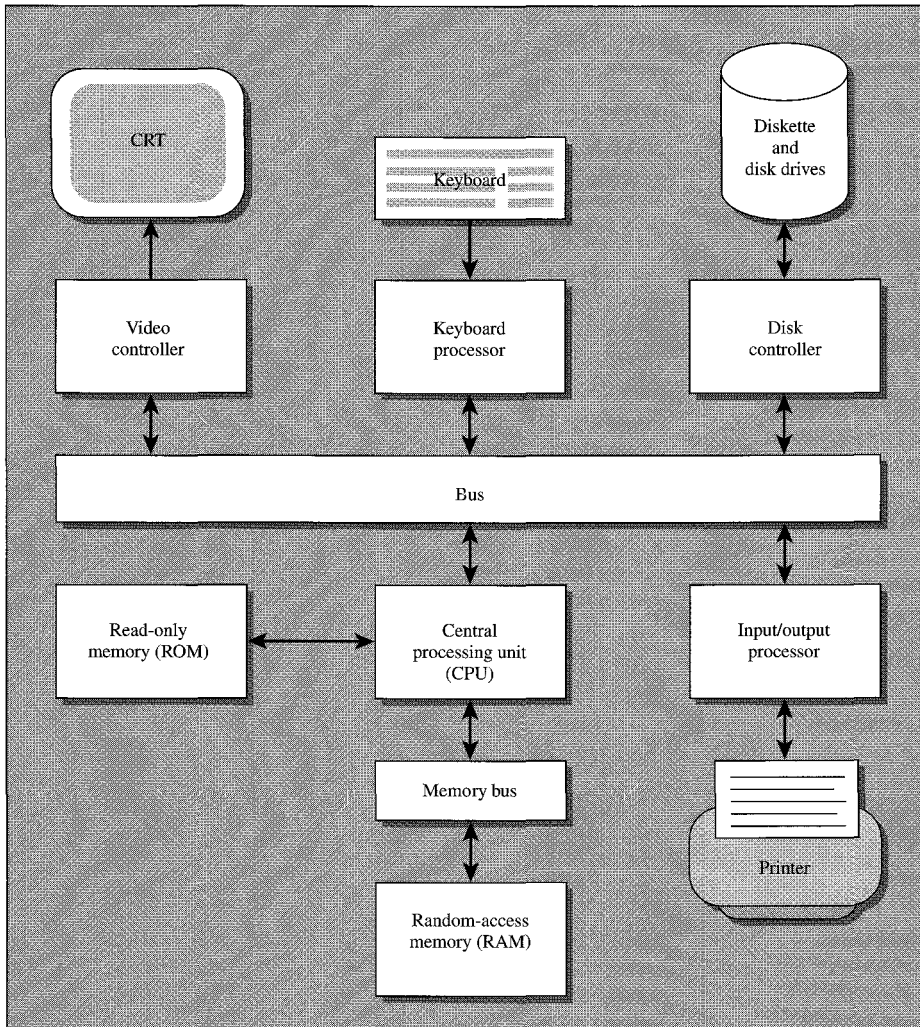 CRT
Keyboard
Diskette
and
disk drives
Video
controller
Keyboard
processor
Disk
controller
Bus
Read-only
memory (ROM)
Central
processing unit
(CPU)
Input/output
processor
Memory bus
Printer
Random-access
memory (RAM)